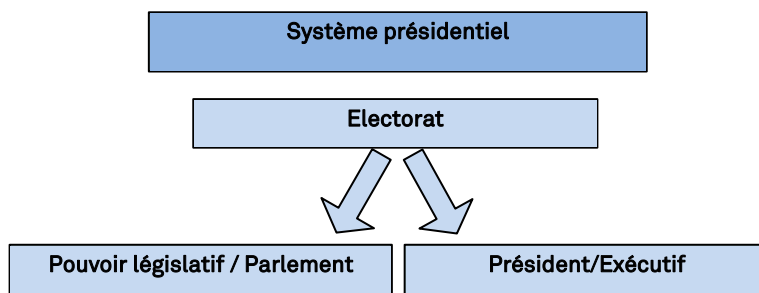 Système présidentiel
Electorat
Pouvoir législatif / Parlement
Président/Exécutif